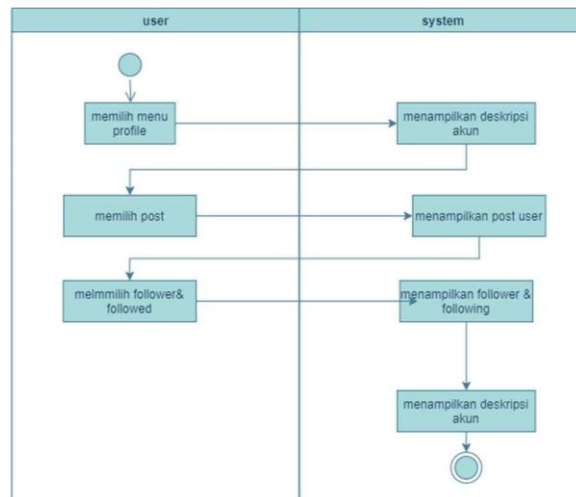 user
system
memilih menu
profile
menampilkan deskripsi
akun
memilih post
menampilkan post user
melmmilih follower&
followed
menampilkan follower &
following
menampilkan deskripsi
akun